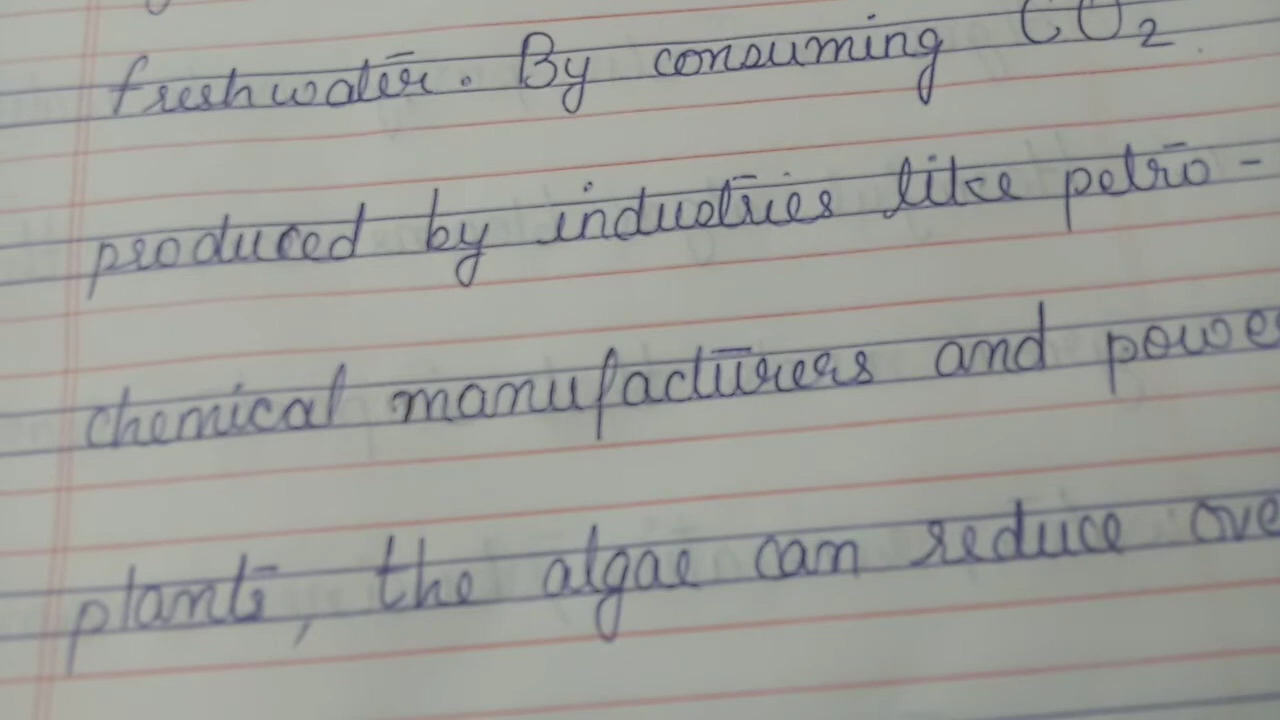 freshwater. By consuming CO₂
produced by industries like petro-
chemical manufacturers and powe
plants, the algae can reduce ove